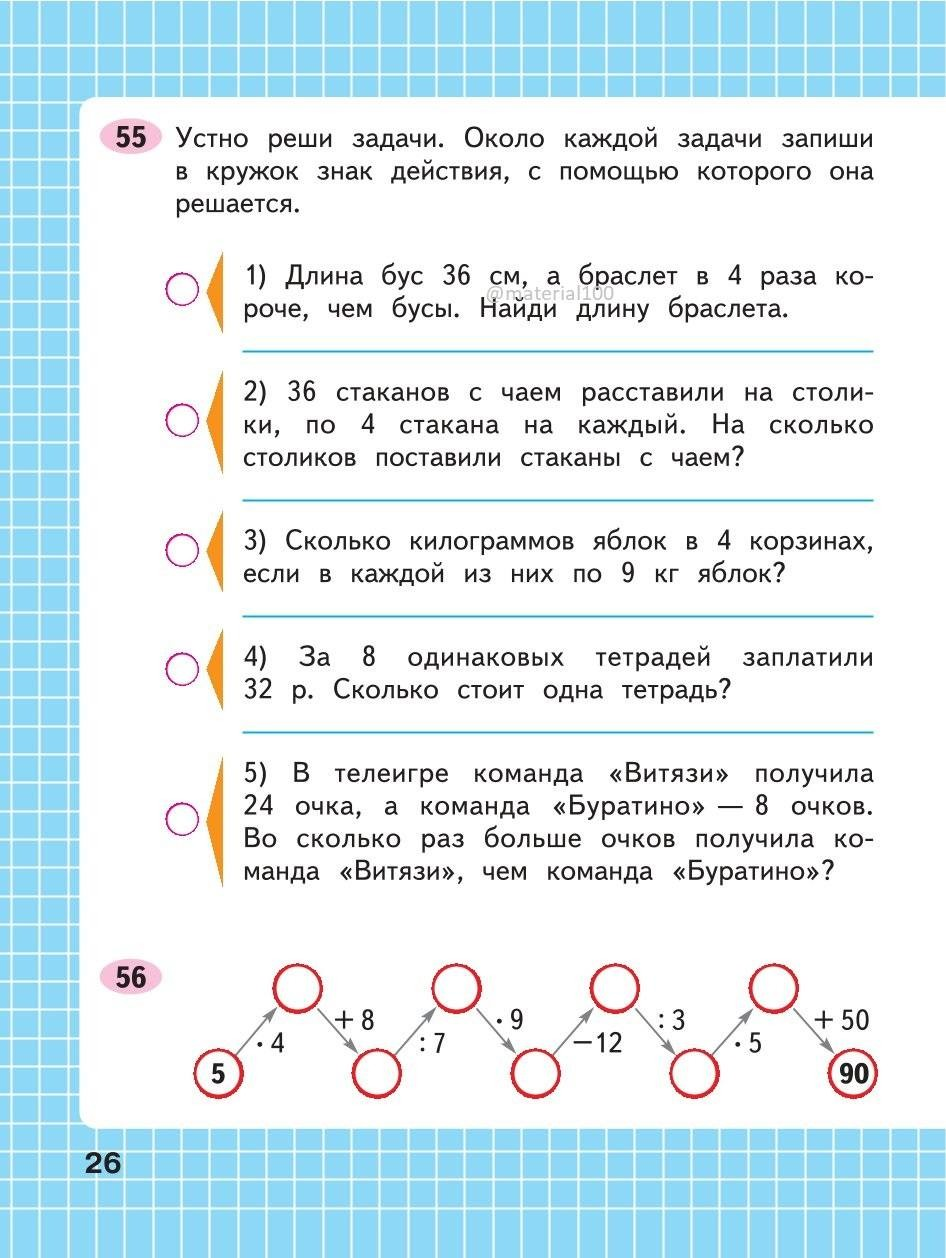 55 Устно реши задачи. Около каждой задачи запиши
в кружок знак действия, с помощью которого она
решается.
1) Длина бус 36 см, а браслет в 4 раза ко-
@material100
роче, чем бусы. Найди длину браслета.
2) 36 стаканов с чаем расставили на столи-
ки, по 4 стакана на каждый. На сколько
столиков поставили стаканы с чаем?
3) Сколько килограммов яблок в 4 корзинах,
если в каждой из них по 9 кг яблок?
4) За 8 одинаковых тетрадей заплатили
32 р. Сколько стоит одна тетрадь?
5) В телеигре команда «Витязи» получила
24 очка, а команда «Буратино» — 8 очков.
Во сколько раз больше очков получила ко-
манда «Витязи», чем команда «Буратино»?
56
+8 ·9 :3 +50
·4 :7 −12 ·5
5 90
26